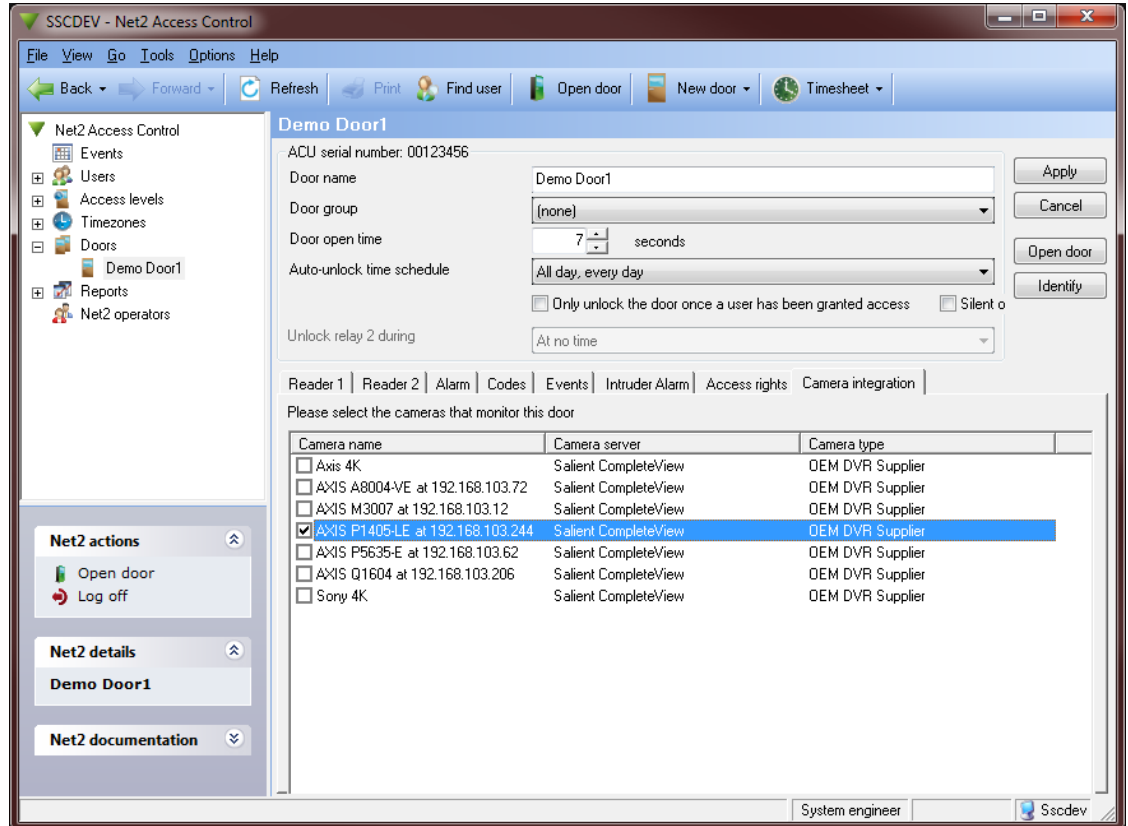 SSCDEV - Net2 Access Control
File View Go Tools Options Help
Back Forward Refresh Print Find user Open door New door Timesheet
Net2 Access Control
Events
Users
Access levels
Timezones
Doors
Demo Door1
Reports
Net2 operators
Net2 actions
Open door
Log off
Net2 details
Demo Door1
Net2 documentation
Demo Door1
ACU serial number: 00123456
Door name Demo Door1
Door group (none)
Door open time 7 seconds
Auto-unlock time schedule All day, every day
Only unlock the door once a user has been granted access Silent o
Unlock relay 2 during At no time
Apply
Cancel
Open door
Identify
Reader 1 Reader 2 Alarm Codes Events Intruder Alarm Access rights Camera integration
Please select the cameras that monitor this door
Camera name Camera server Camera type
Axis 4K Salient CompleteView OEM DVR Supplier
AXIS A8004-VE at 192.168.103.72 Salient CompleteView OEM DVR Supplier
AXIS M3007 at 192.168.103.12 Salient CompleteView OEM DVR Supplier
AXIS P1405-LE at 192.168.103.244 Salient CompleteView OEM DVR Supplier
AXIS P5635-E at 192.168.103.62 Salient CompleteView OEM DVR Supplier
AXIS Q1604 at 192.168.103.206 Salient CompleteView OEM DVR Supplier
Sony 4K Salient CompleteView OEM DVR Supplier
System engineer Sscdev